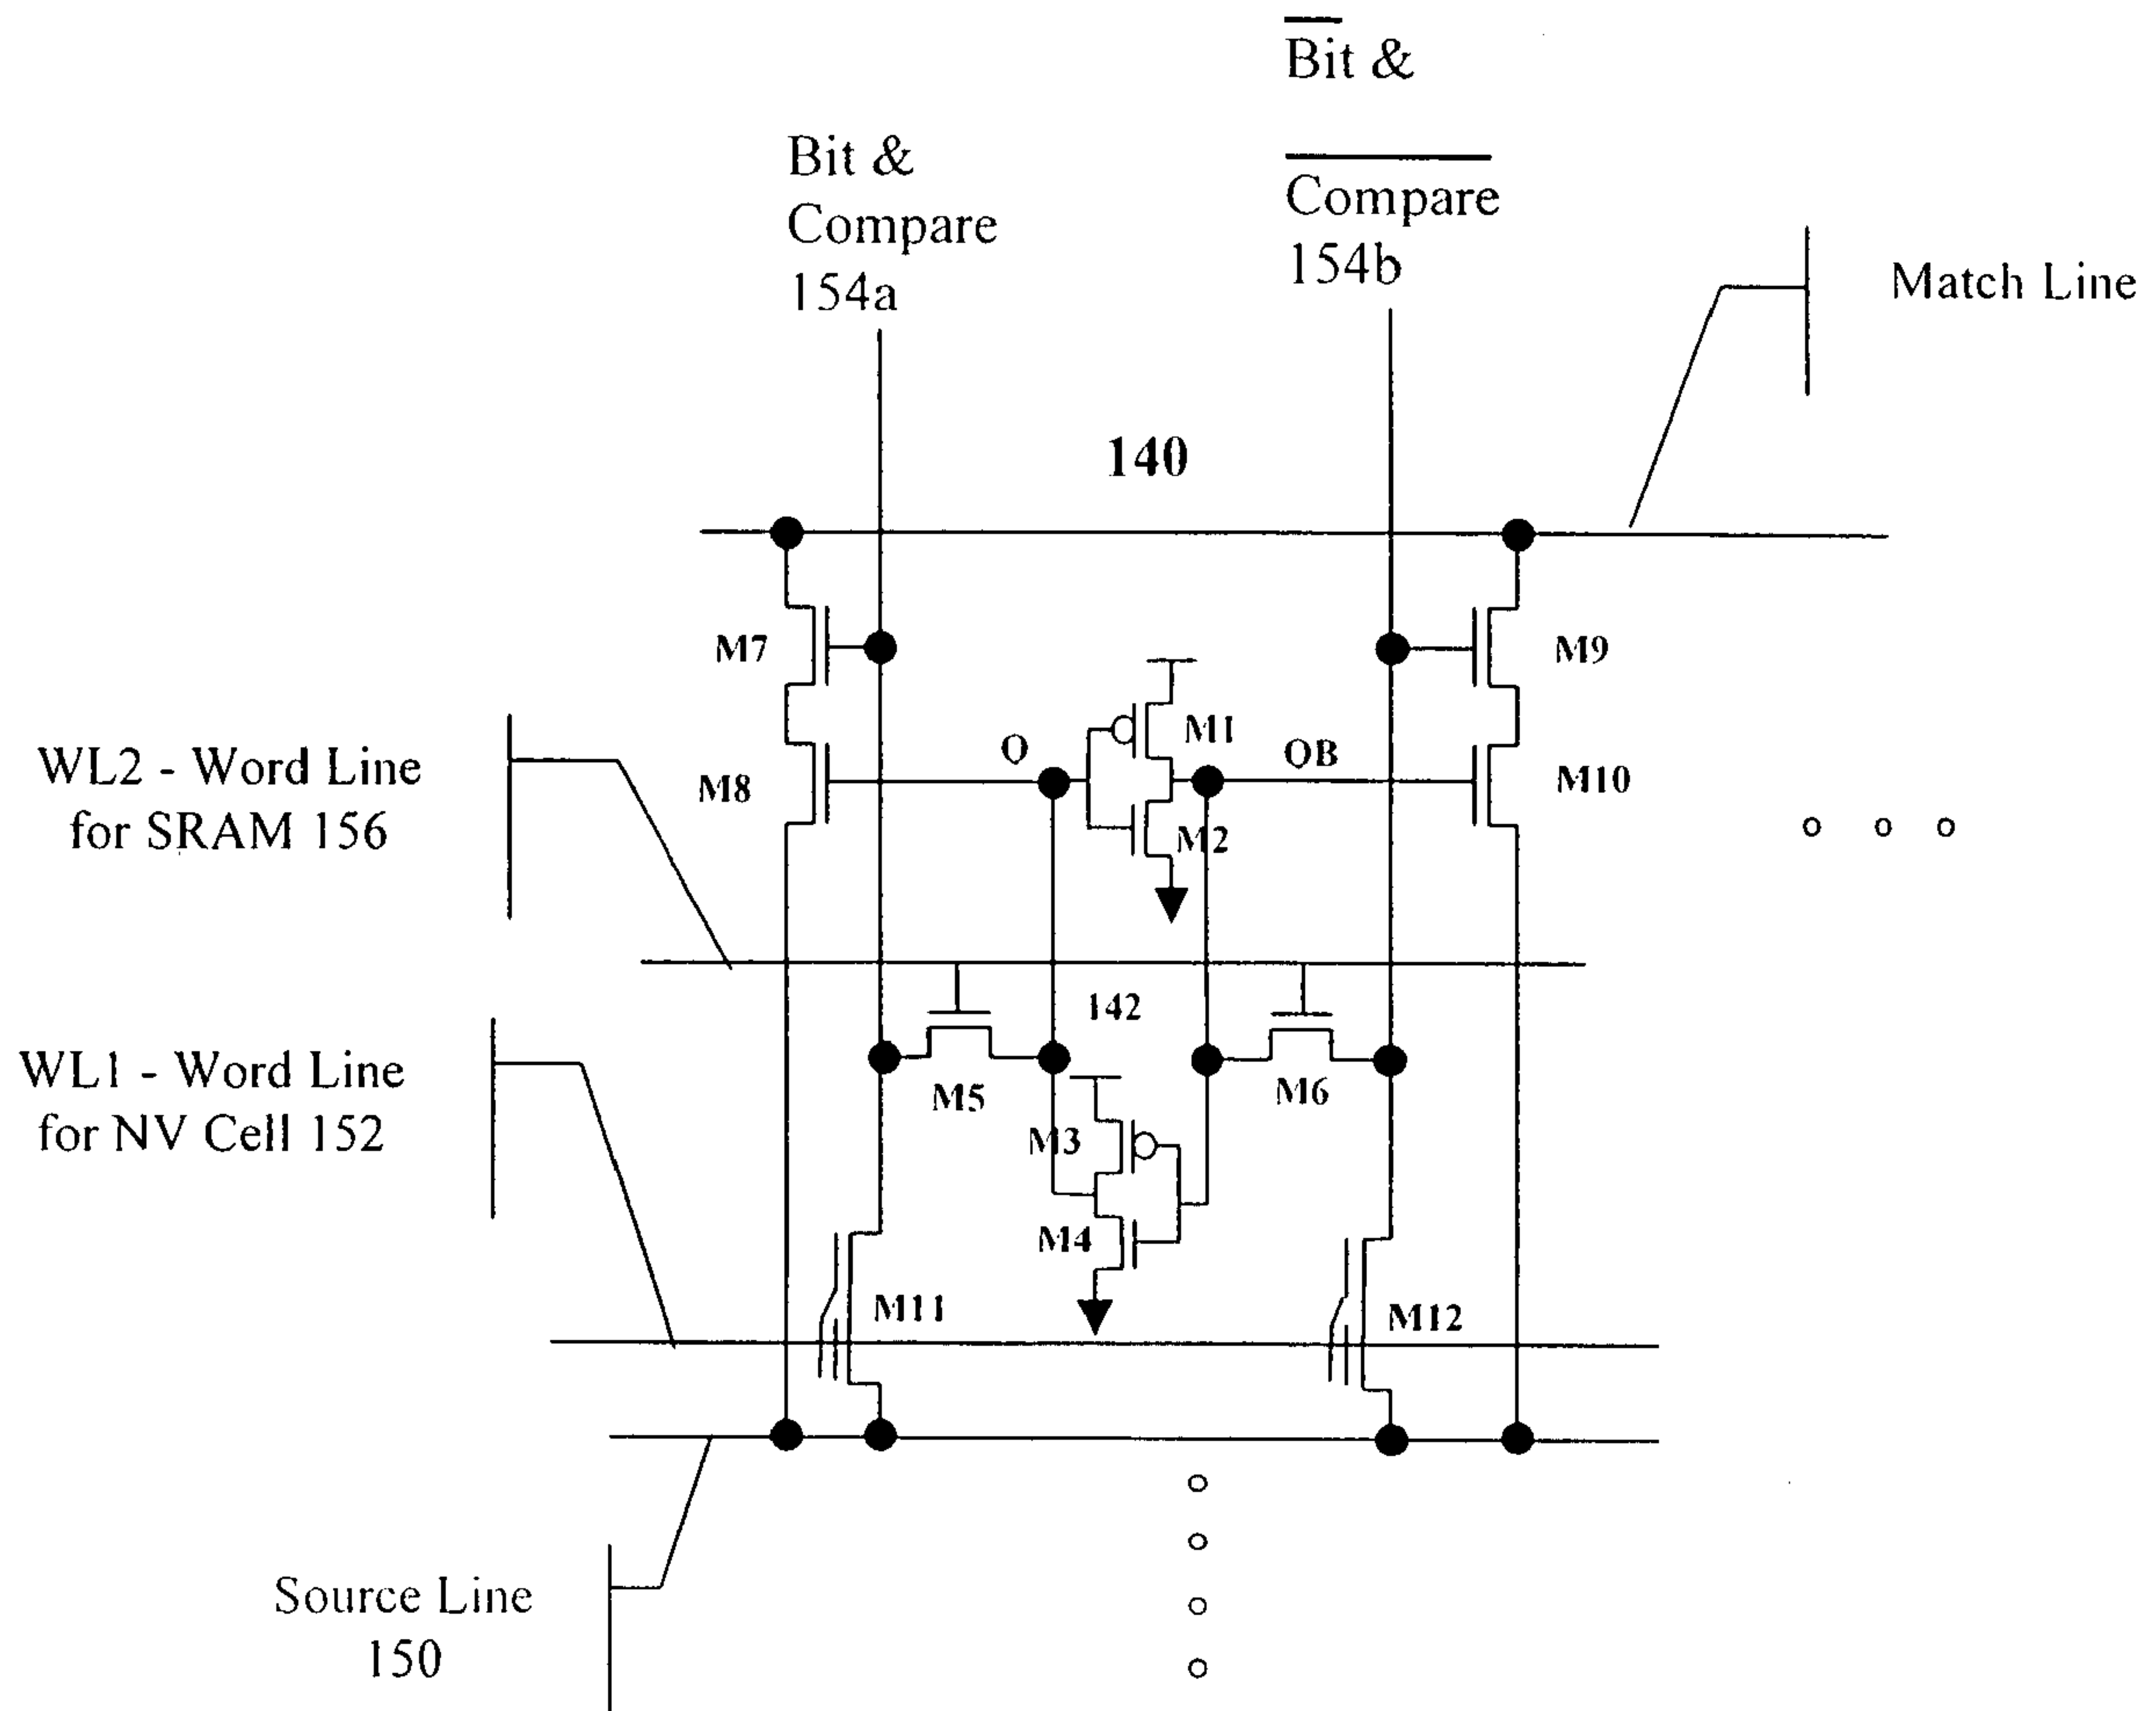 Bit &
Compare
154b
Bit &
Compare
154a
Match Line
140
M7
M9
M1
Q
QB
M8
M10
M2
WL2 - Word Line
for SRAM 156
142
M5
M6
WL1 - Word Line
for NV Cell 152
M3
M4
M11
M12
Source Line
150